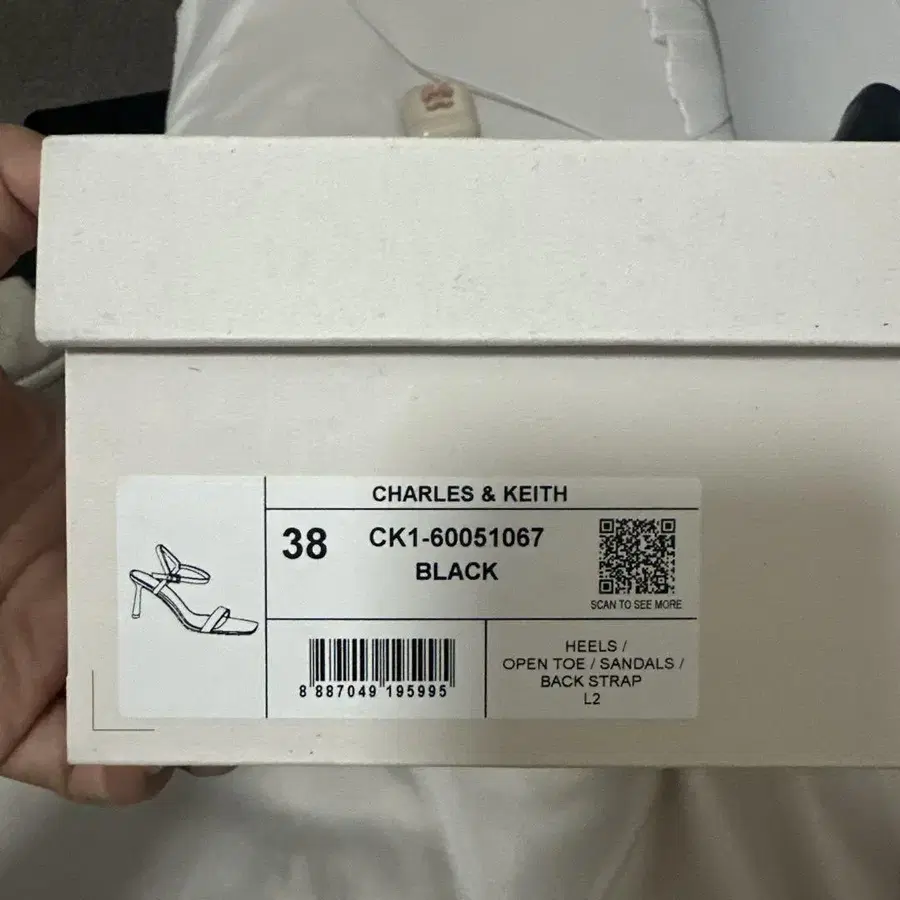 CHARLES & KEITH
38
CK1-60051067
BLACK
SCAN TO SEE MORE
8 887049 195995
HEELS /
OPEN TOE / SANDALS /
BACK STRAP
L2